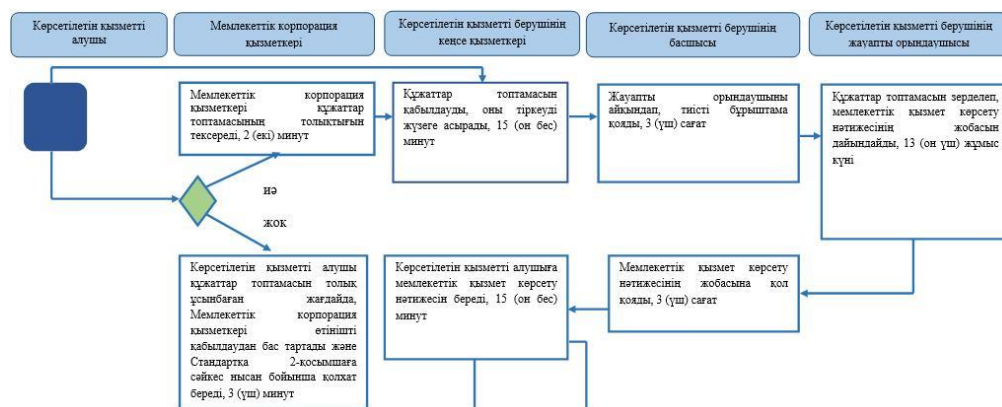 Көрсетілетін қызметті
алушы
Мемлекеттік корпорация
қызметкері
Көрсетілетін қызметті берушінің
кеңсе қызметкері
Көрсетілетін қызметті берушінің
басшысы
Көрсетілетін қызметті берушінің
жауапты орындаушысы
Мемлекеттік корпорация
қызметкері құжаттар
топтамасының толықтығын
тексереді, 2 (екі) минут
Құжаттар топтамасын
қабылдауды, оны тіркеуді
жүзеге асырады, 15 (он бес)
минут
Жауапты орындаушыны
айқындап, тиісті бұрыштама
қояды, 3 (үш) сағат
Құжаттар топтамасын зерделеп,
мемлекеттік қызмет көрсету
нәтижесінің жобасын
дайындайды, 13 (он үш) жұмыс
күні
иә
жоқ
Көрсетілетін қызметті алушы
құжаттар топтамасын толық
ұсынбаған жағдайда,
Мемлекеттік корпорация
қызметкері өтінішті
қабылдаудан бас тартады және
Стандартқа 2-қосымшаға
сәйкес нысан бойынша қолхат
береді, 3 (үш) минут
Көрсетілетін қызметті алушыға
мемлекеттік қызмет көрсету
нәтижесін береді, 15 (он бес)
минут
Мемлекеттік қызмет көрсету
нәтижесінің жобасына қол
қояды, 3 (үш) сағат